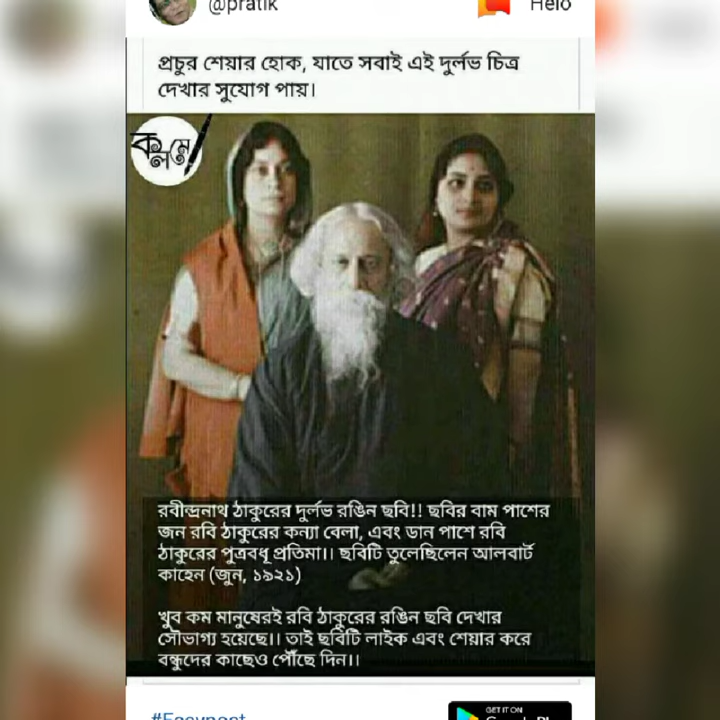 @pratik
Helo
প্রচুর শেয়ার হোক, যাতে সবাই এই দুর্লভ চিত্র
দেখার সুযোগ পায়।
কলমে
রবীন্দ্রনাথ ঠাকুরের দুর্লভ রঙিন ছবি!! ছবির বাম পাশের
জন রবি ঠাকুরের কন্যা বেলা, এবং ডান পাশে রবি
ঠাকুরের পুত্রবধূ প্রতিমা।। ছবিটি তুলেছিলেন আলবার্ট
কাহেন (জুন, ১৯২১)
খুব কম মানুষেরই রবি ঠাকুরের রঙিন ছবি দেখার
সৌভাগ্য হয়েছে।। তাই ছবিটি লাইক এবং শেয়ার করে
বন্ধুদের কাছেও পৌঁছে দিন।।
GET IT ON